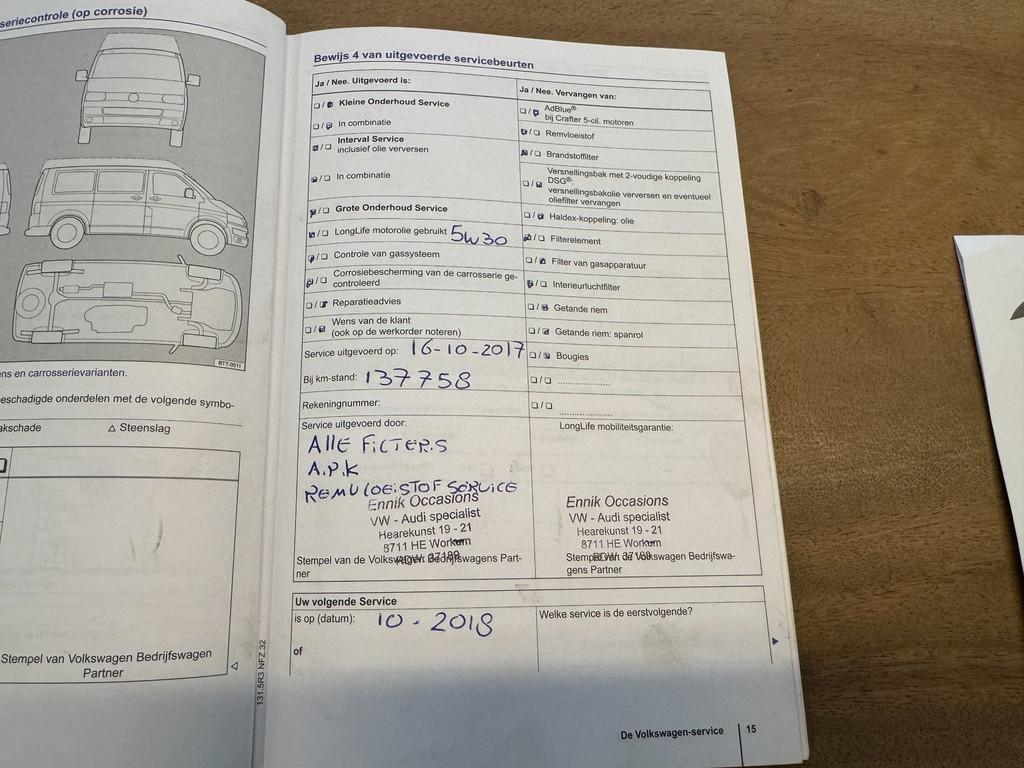 seriecontrole (op corrosie)
BTT-0511
ens en carrosserievarianten.
eschadigde onderdelen met de volgende symbo-
akschade
△ Steenslag
Stempel van Volkswagen Bedrijfswagen
Partner
131.5R3.NFZ.32
Bewijs 4 van uitgevoerde servicebeurten
Ja / Nee. Uitgevoerd is:
Kleine Onderhoud Service
In combinatie
Interval Service
inclusief olie verversen
In combinatie
Grote Onderhoud Service
LongLife motorolie gebruikt 5W30
Controle van gassysteem
Corrosiebescherming van de carrosserie ge-
controleerd
Reparatieadvies
Wens van de klant
(ook op de werkorder noteren)
Service uitgevoerd op: 16-10-2017
Bij km-stand: 137758
Rekeningnummer:
Service uitgevoerd door:
AllE FilTERS
A.P.K
REMVLOEISTOF SERVICE
Ennik Occasions
VW - Audi specialist
Hearekunst 19 - 21
8711 HE Workum
Stempel van de Volkswagen Bedrijfswagens Part-
ner
Ja / Nee. Vervangen van:
AdBlue®
bij Crafter 5-cil. motoren
Remvloeistof
Brandstoffilter
Versnellingsbak met 2-voudige koppeling
DSG®:
versnellingsbakolie verversen en eventueel
oliefilter vervangen
Haldex-koppeling: olie
Filterelement
Filter van gasapparatuur
Interieurluchtfilter
Getande riem
Getande riem: spanrol
Bougies
LongLife mobiliteitsgarantie:
Ennik Occasions
VW - Audi specialist
Hearekunst 19 - 21
8711 HE Workum
Stempel van de Volkswagen Bedrijfswa-
gens Partner
Uw volgende Service
is op (datum): 10 - 2018
of
Welke service is de eerstvolgende?
De Volkswagen-service 15